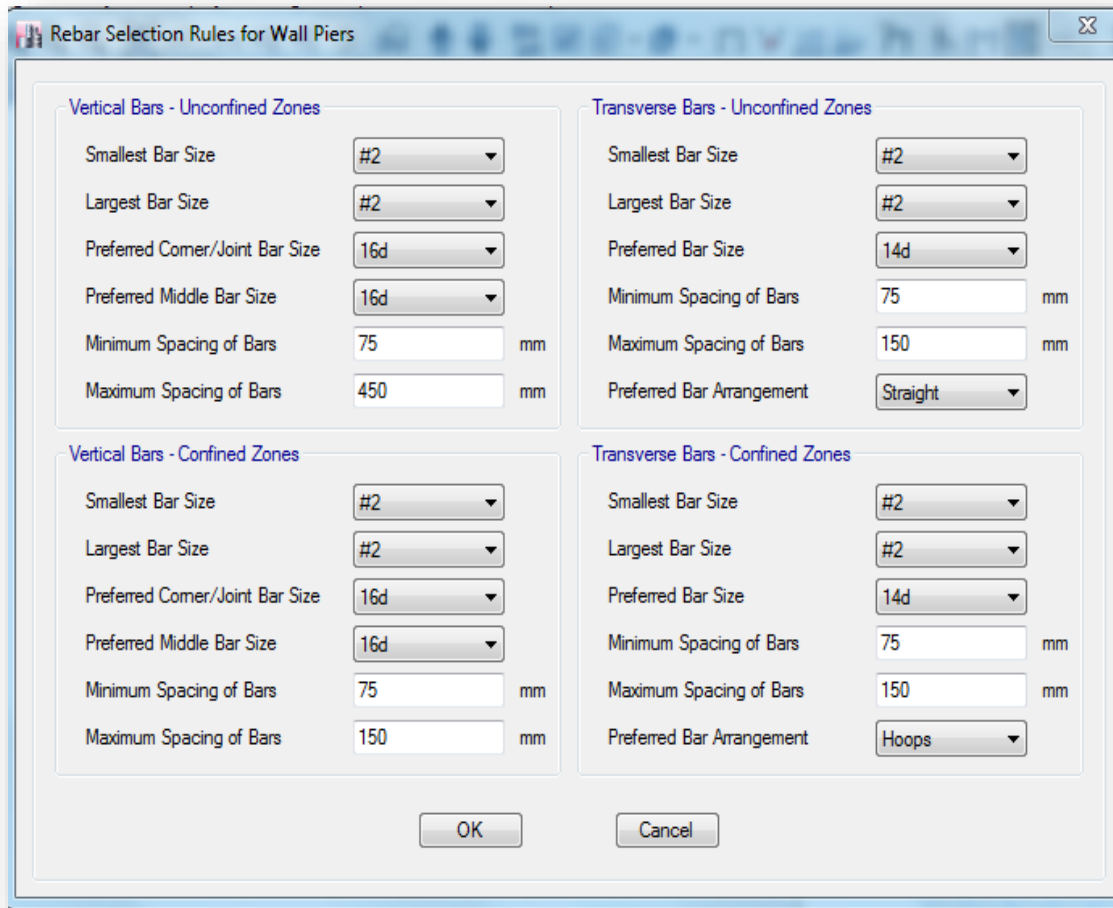 Rebar Selection Rules for Wall Piers
Vertical Bars - Unconfined Zones
Smallest Bar Size #2
Largest Bar Size #2
Preferred Corner/Joint Bar Size 16d
Preferred Middle Bar Size 16d
Minimum Spacing of Bars 75 mm
Maximum Spacing of Bars 450 mm
Transverse Bars - Unconfined Zones
Smallest Bar Size #2
Largest Bar Size #2
Preferred Bar Size 14d
Minimum Spacing of Bars 75 mm
Maximum Spacing of Bars 150 mm
Preferred Bar Arrangement Straight
Vertical Bars - Confined Zones
Smallest Bar Size #2
Largest Bar Size #2
Preferred Corner/Joint Bar Size 16d
Preferred Middle Bar Size 16d
Minimum Spacing of Bars 75 mm
Maximum Spacing of Bars 150 mm
Transverse Bars - Confined Zones
Smallest Bar Size #2
Largest Bar Size #2
Preferred Bar Size 14d
Minimum Spacing of Bars 75 mm
Maximum Spacing of Bars 150 mm
Preferred Bar Arrangement Hoops
OK Cancel